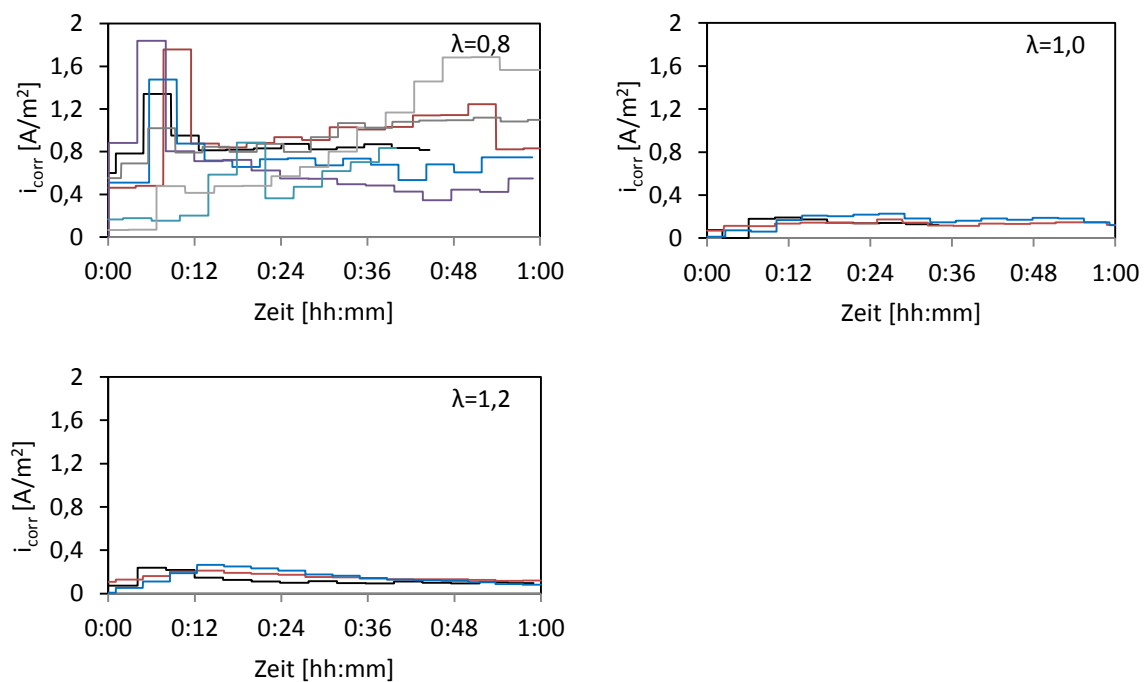 2
1,6
1,2
0,8
0,4
0
i_corr [A/m²]
λ=0,8
0:00 0:12 0:24 0:36 0:48 1:00
Zeit [hh:mm]
2
1,6
1,2
0,8
0,4
0
i_corr [A/m²]
λ=1,0
0:00 0:12 0:24 0:36 0:48 1:00
Zeit [hh:mm]
2
1,6
1,2
0,8
0,4
0
i_corr [A/m²]
λ=1,2
0:00 0:12 0:24 0:36 0:48 1:00
Zeit [hh:mm]